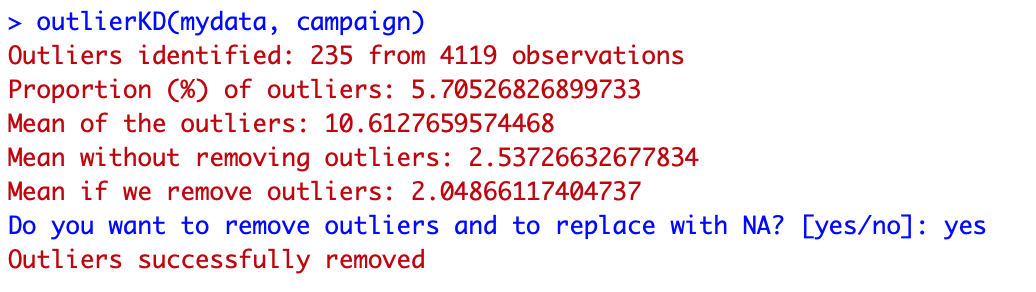 > outlierKD(mydata, campaign)
Outliers identified: 235 from 4119 observations
Proportion (%) of outliers: 5.70526826899733
Mean of the outliers: 10.6127659574468
Mean without removing outliers: 2.53726632677834
Mean if we remove outliers: 2.04866117404737
Do you want to remove outliers and to replace with NA? [yes/no]: yes
Outliers successfully removed